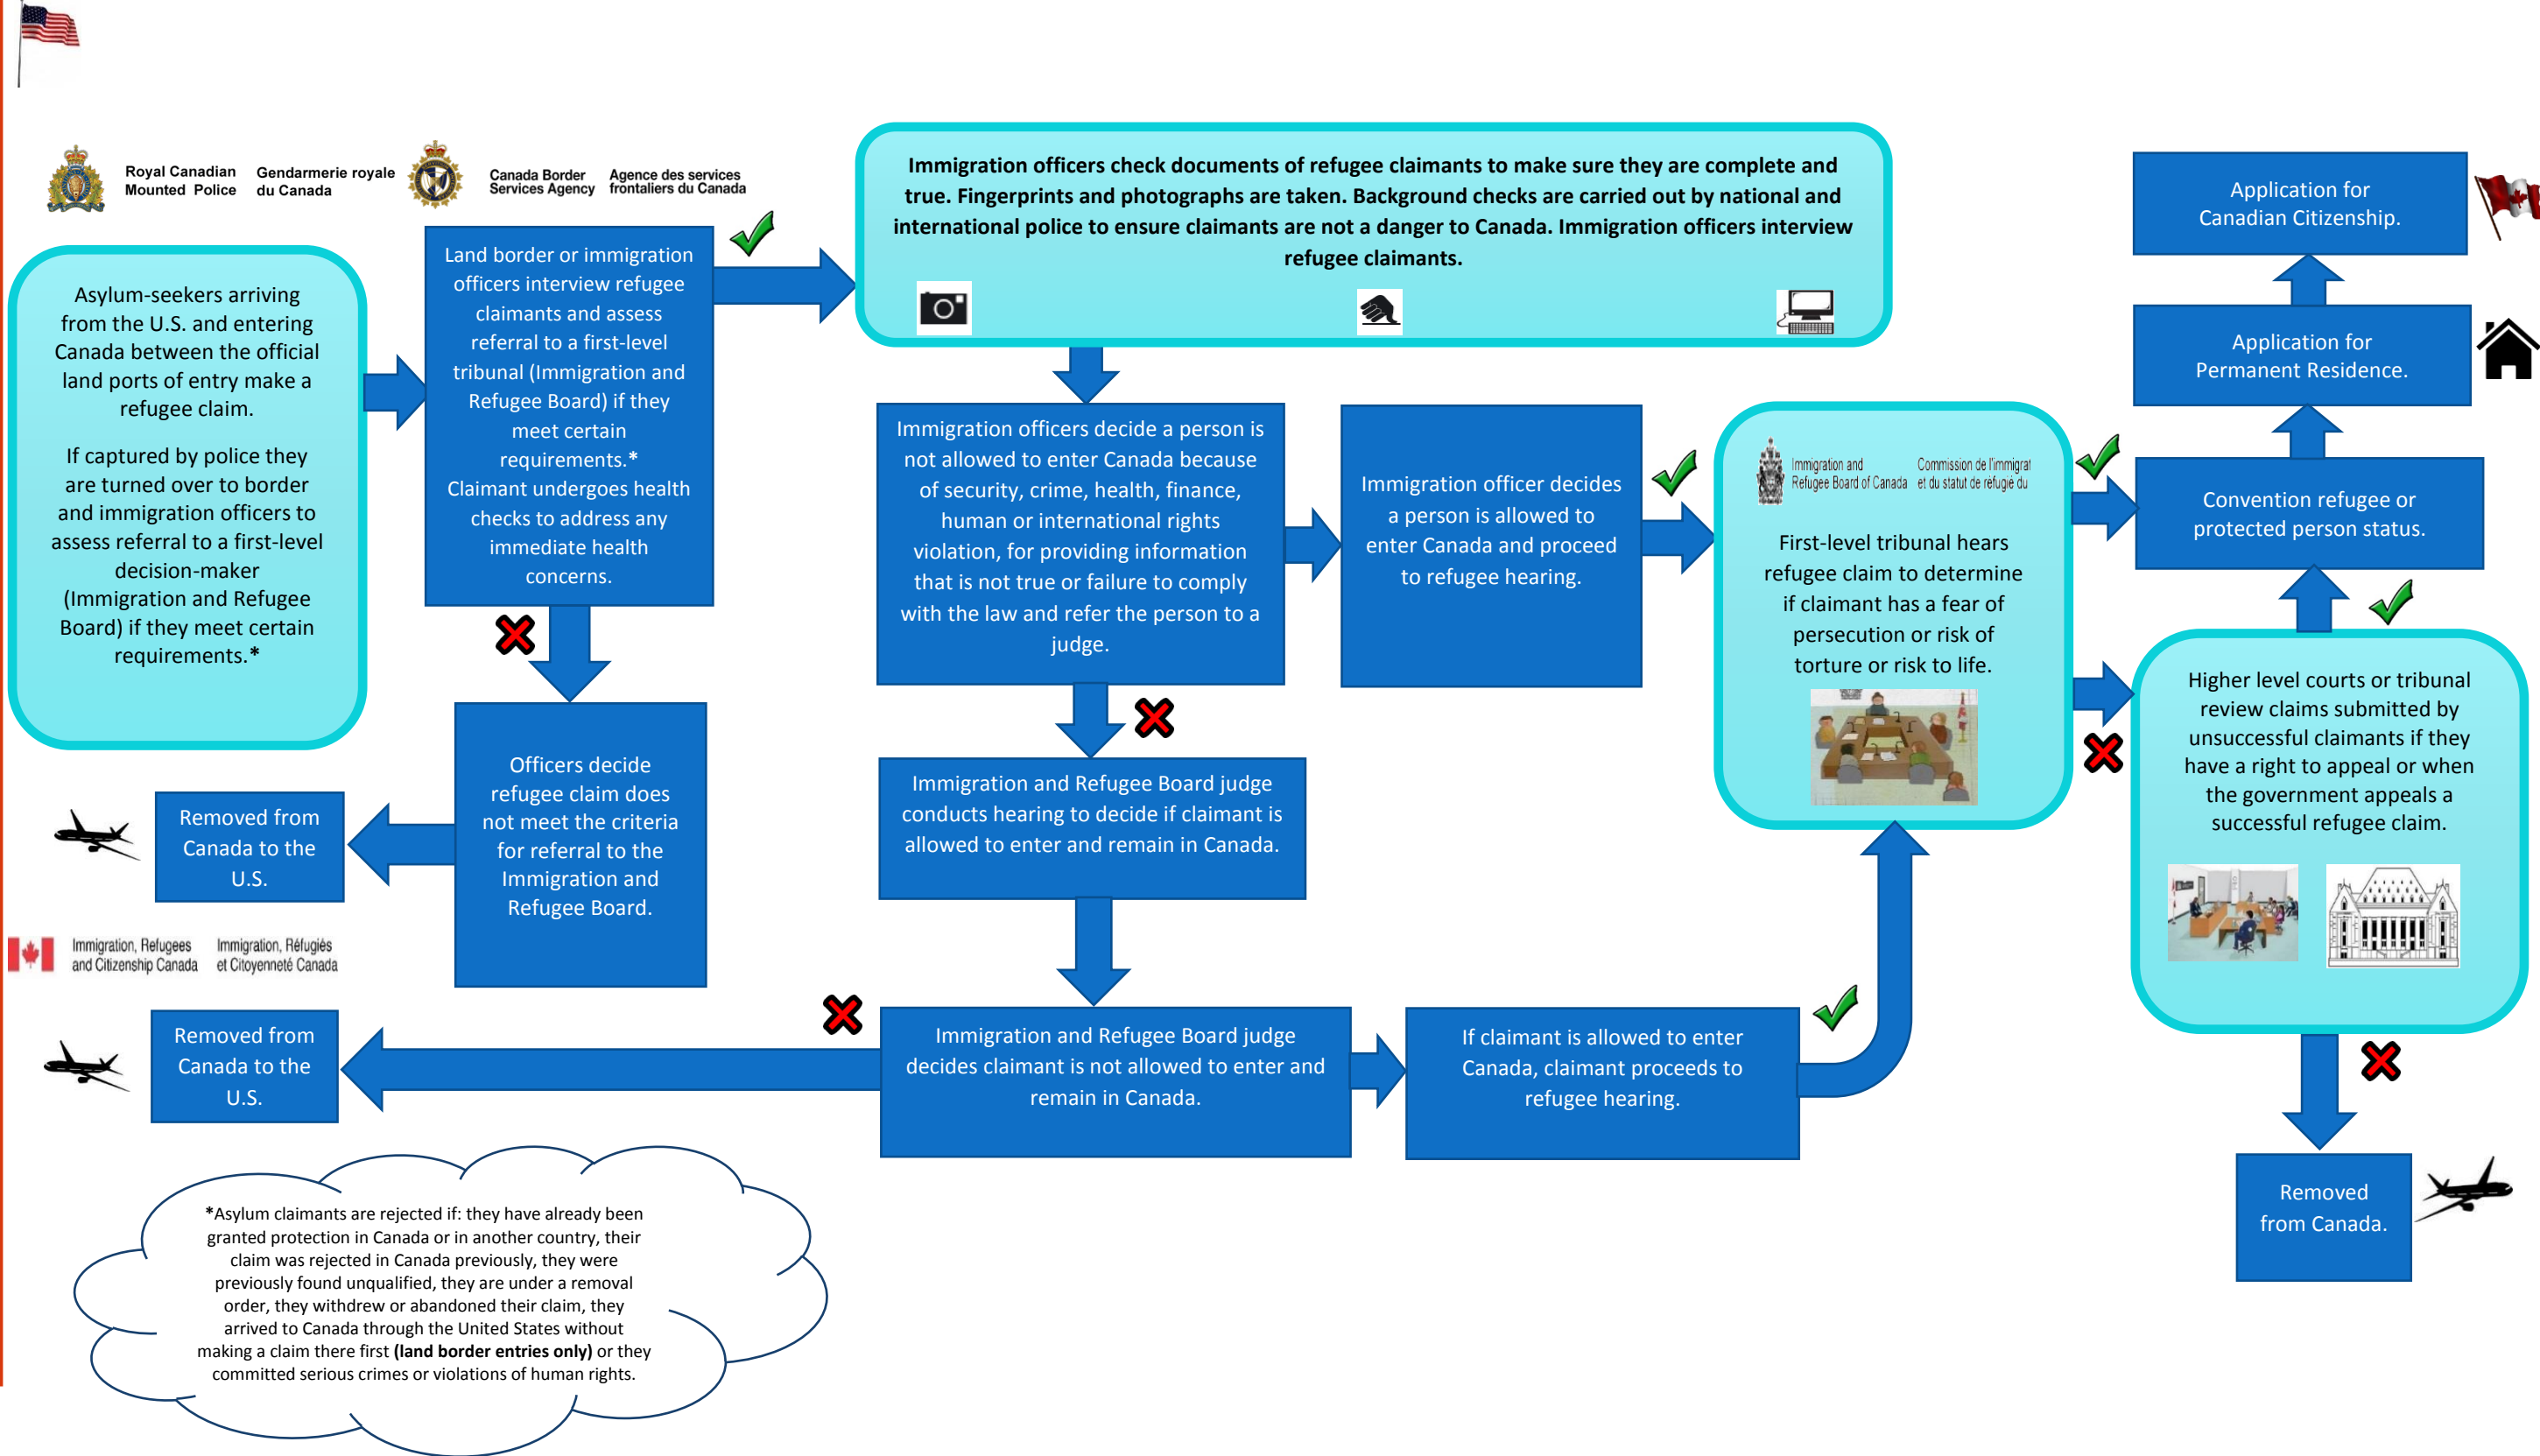 Royal Canadian
Mounted Police
Gendarmerie royale
du Canada
Canada Border
Services Agency
Agence des services
frontaliers du Canada
Asylum-seekers arriving
from the U.S. and entering
Canada between the official
land ports of entry make a
refugee claim.
If captured by police they
are turned over to border
and immigration officers to
assess referral to a first-level
decision-maker
(Immigration and Refugee
Board) if they meet certain
requirements.*
Land border or immigration
officers interview refugee
claimants and assess
referral to a first-level
tribunal (Immigration and
Refugee Board) if they
meet certain
requirements.*
Claimant undergoes health
checks to address any
immediate health
concerns.
Immigration officers check documents of refugee claimants to make sure they are complete and
true. Fingerprints and photographs are taken. Background checks are carried out by national and
international police to ensure claimants are not a danger to Canada. Immigration officers interview
refugee claimants.
Officers decide
refugee claim does
not meet the criteria
for referral to the
Immigration and
Refugee Board.
Removed from
Canada to the
U.S.
Immigration, Refugees
and Citizenship Canada
Immigration, Réfugiés
et Citoyenneté Canada
Immigration officers decide a person is
not allowed to enter Canada because
of security, crime, health, finance,
human or international rights
violation, for providing information
that is not true or failure to comply
with the law and refer the person to a
judge.
Immigration officer decides
a person is allowed to
enter Canada and proceed
to refugee hearing.
Immigration and Refugee Board judge
conducts hearing to decide if claimant is
allowed to enter and remain in Canada.
Immigration and Refugee Board judge
decides claimant is not allowed to enter and
remain in Canada.
Removed from
Canada to the
U.S.
If claimant is allowed to enter
Canada, claimant proceeds to
refugee hearing.
Immigration and
Refugee Board of Canada
Commission de l'immigrat
et du statut de réfugié du
First-level tribunal hears
refugee claim to determine
if claimant has a fear of
persecution or risk of
torture or risk to life.
Application for
Canadian Citizenship.
Application for
Permanent Residence.
Convention refugee or
protected person status.
Higher level courts or tribunal
review claims submitted by
unsuccessful claimants if they
have a right to appeal or when
the government appeals a
successful refugee claim.
Removed
from Canada.
*Asylum claimants are rejected if: they have already been
granted protection in Canada or in another country, their
claim was rejected in Canada previously, they were
previously found unqualified, they are under a removal
order, they withdrew or abandoned their claim, they
arrived to Canada through the United States without
making a claim there first (land border entries only) or they
committed serious crimes or violations of human rights.